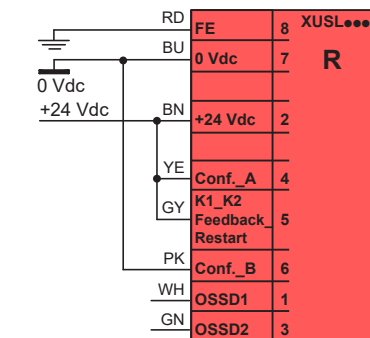 RD FE 8 XUSL●●●
BU 0 Vdc 7 R
0 Vdc
+24 Vdc BN +24 Vdc 2
YE Conf._A 4
GY K1_K2
Feedback_ 5
Restart
PK Conf._B 6
WH OSSD1 1
GN OSSD2 3